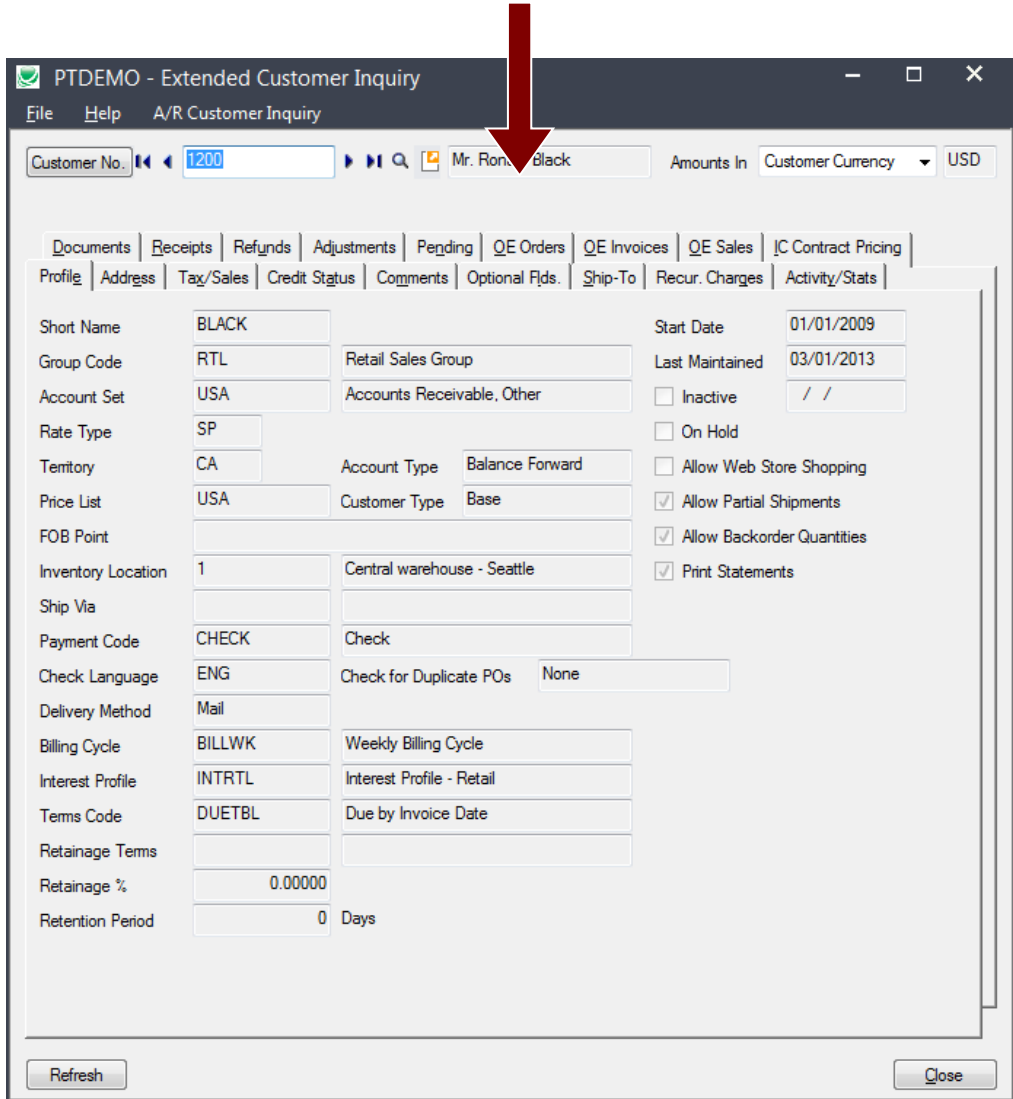 PTDEMO - Extended Customer Inquiry
File Help A/R Customer Inquiry
Customer No. 1200 Mr. Black Amounts In Customer Currency USD
Documents Receipts Refunds Adjustments Pending OE Orders OE Invoices OE Sales IC Contract Pricing
Profile Address Tax/Sales Credit Status Comments Optional Flds. Ship-To Recur. Charges Activity/Stats
Short Name BLACK Start Date 01/01/2009
Group Code RTL Retail Sales Group Last Maintained 03/01/2013
Account Set USA Accounts Receivable, Other Inactive / /
Rate Type SP On Hold
Territory CA Account Type Balance Forward Allow Web Store Shopping
Price List USA Customer Type Base Allow Partial Shipments
FOB Point Allow Backorder Quantities
Inventory Location 1 Central warehouse - Seattle Print Statements
Ship Via
Payment Code CHECK Check
Check Language ENG Check for Duplicate POs None
Delivery Method Mail
Billing Cycle BILLWK Weekly Billing Cycle
Interest Profile INTRTL Interest Profile - Retail
Terms Code DUETBL Due by Invoice Date
Retainage Terms
Retainage % 0.00000
Retention Period 0 Days
Refresh Close